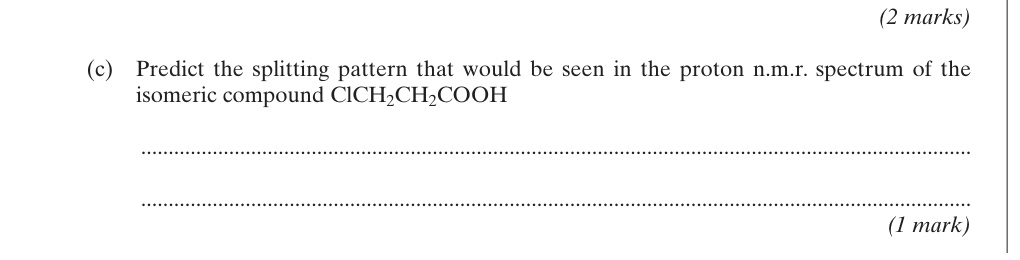 (2 marks)
(c) Predict the splitting pattern that would be seen in the proton n.m.r. spectrum of the
isomeric compound ClCH₂CH₂COOH
(1 mark)